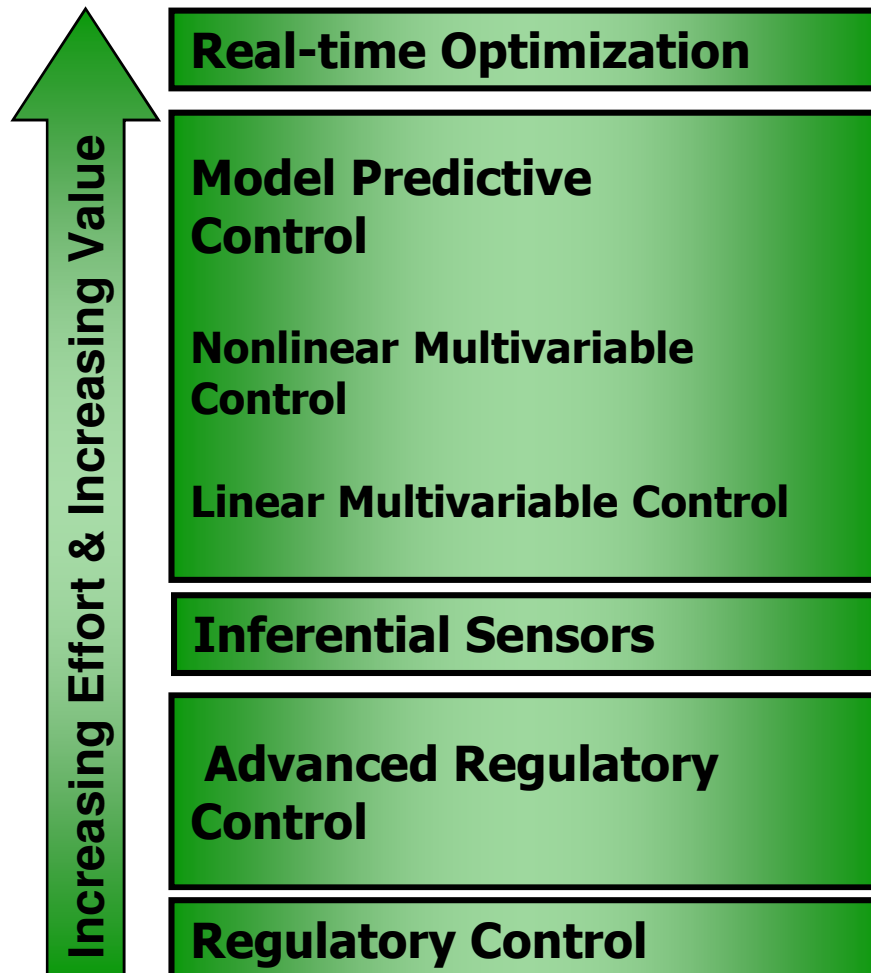 Real-time Optimization
Model Predictive
Control
Nonlinear Multivariable
Control
Linear Multivariable Control
Inferential Sensors
Advanced Regulatory
Control
Regulatory Control
Increasing Effort & Increasing Value